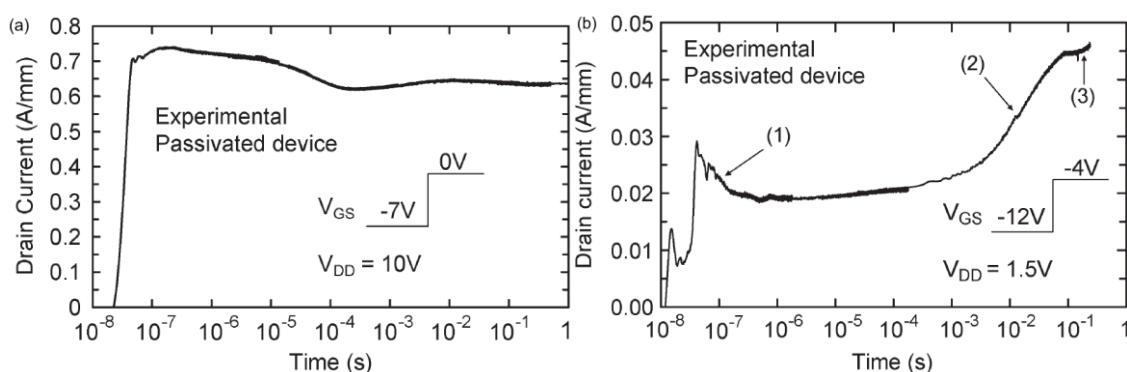 (a)
Drain Current (A/mm)
0.8
0.7
0.6
0.5
0.4
0.3
0.2
0.1
0
Experimental
Passivated device
0V
V_GS -7V
V_DD = 10V
10^-8 10^-7 10^-6 10^-5 10^-4 10^-3 10^-2 10^-1 1
Time (s)
(b)
Drain current (A/mm)
0.05
0.04
0.03
0.02
0.01
0.00
Experimental
Passivated device
(1)
(2)
(3)
-4V
V_GS -12V
V_DD = 1.5V
10^-8 10^-7 10^-6 10^-5 10^-4 10^-3 10^-2 10^-1 1
Time (s)